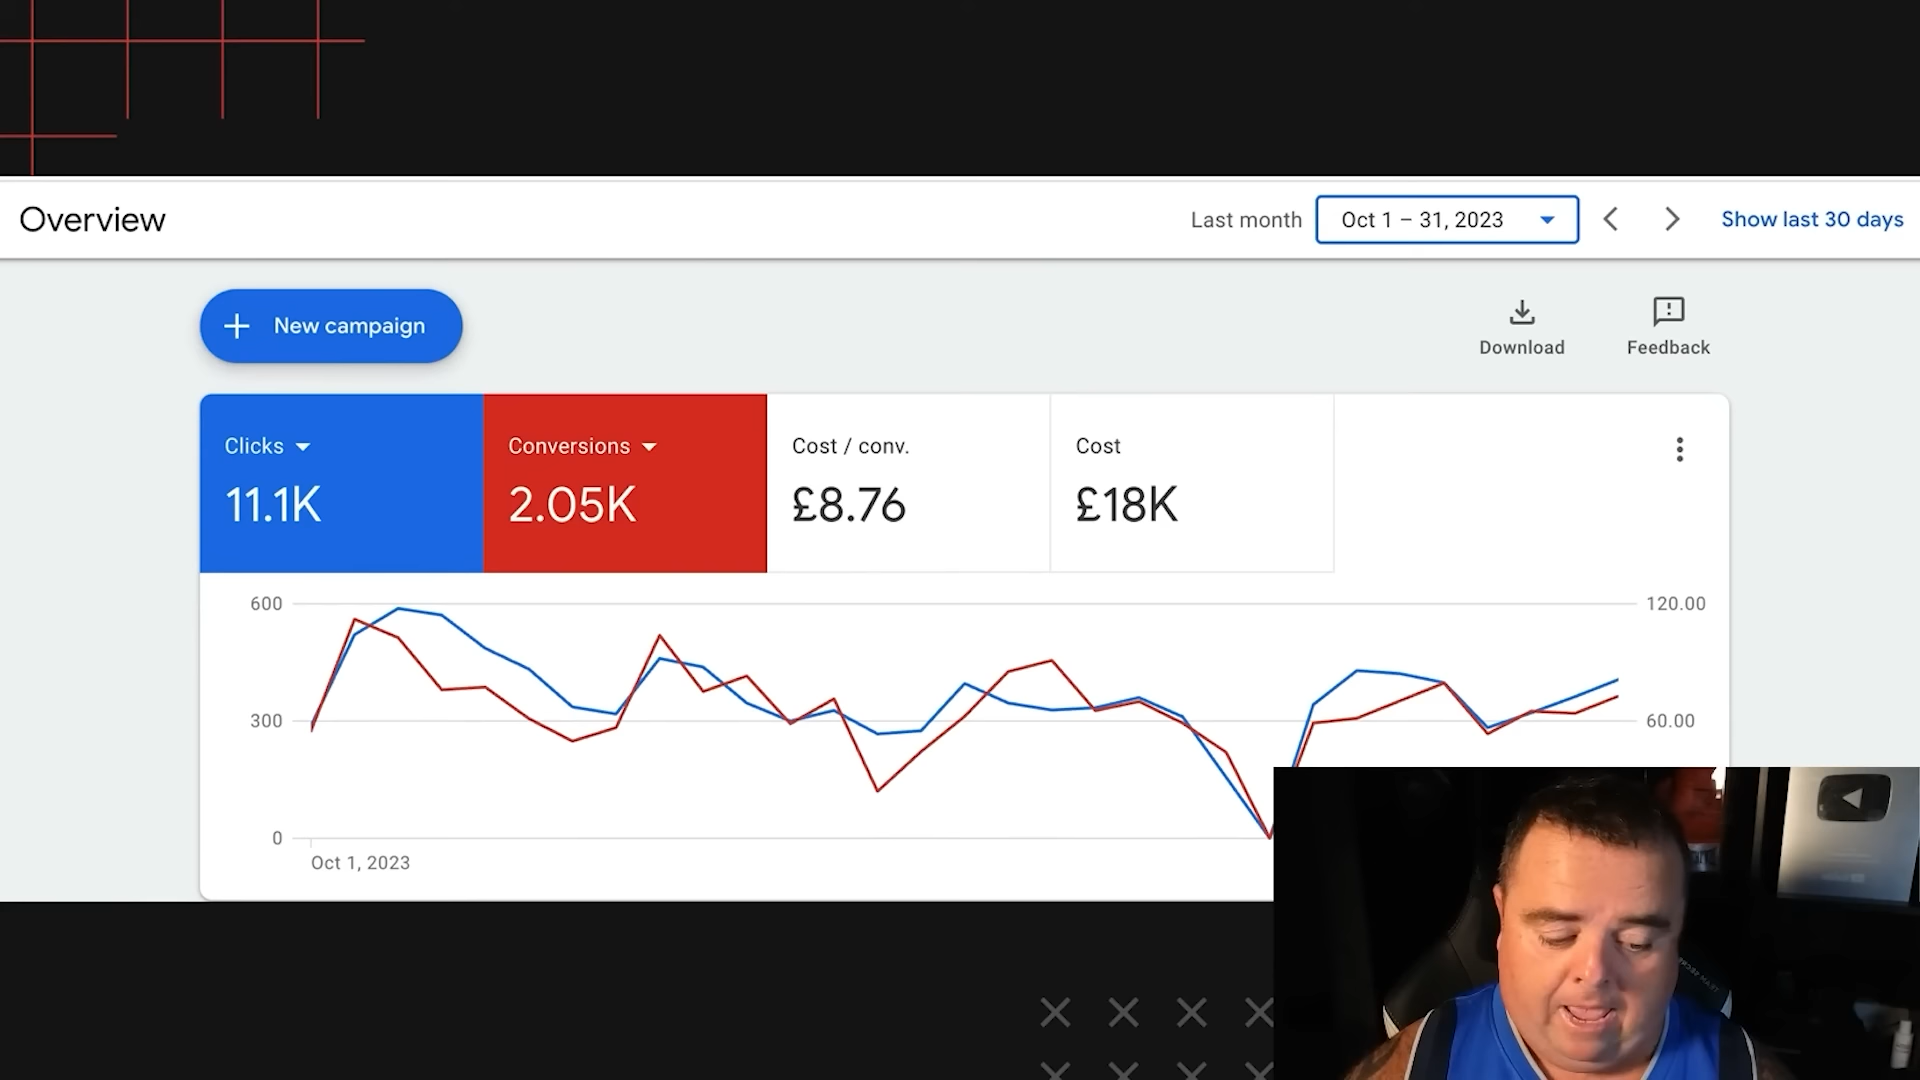 Overview
Last month
Oct 1 – 31, 2023
Show last 30 days
New campaign
Download
Feedback
Clicks
Conversions
Cost / conv.
Cost
11.1K
2.05K
£8.76
£18K
600
120.00
300
60.00
0
Oct 1, 2023